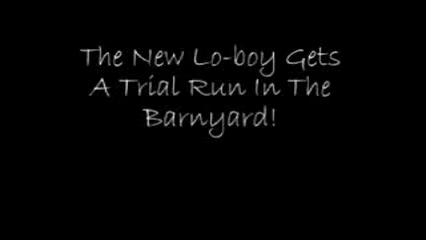 The New Lo-boy Gets
A Trial Run In The
Barnyard!